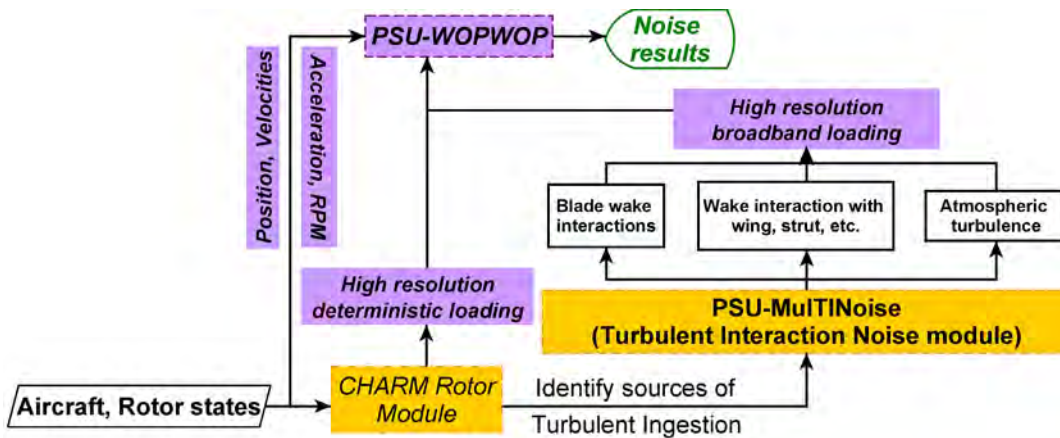 PSU-WOPWOP
Noise
results
Position, Velocities
Acceleration, RPM
High resolution
broadband loading
Blade wake
interactions
Wake interaction with
wing, strut, etc.
Atmospheric
turbulence
High resolution
deterministic loading
PSU-MulTINoise
(Turbulent Interaction Noise module)
Aircraft, Rotor states
CHARM Rotor
Module
Identify sources of
Turbulent Ingestion